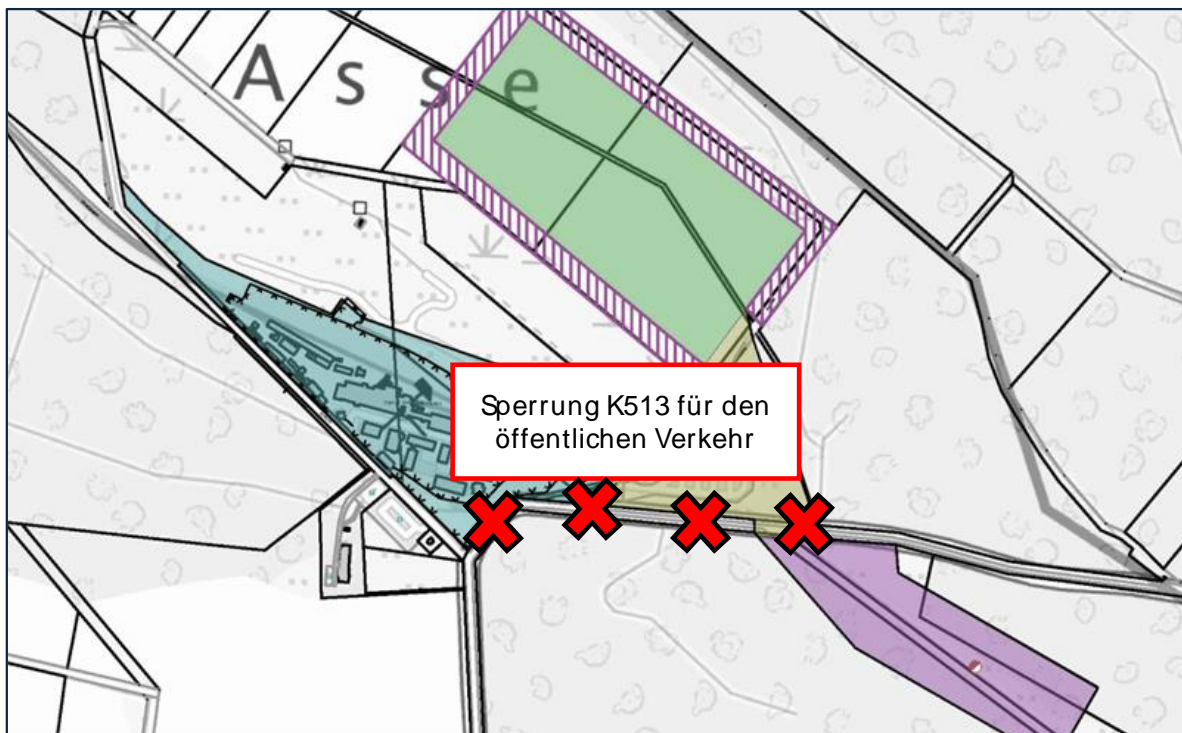 Asse
Sperrung K513 für den
öffentlichen Verkehr